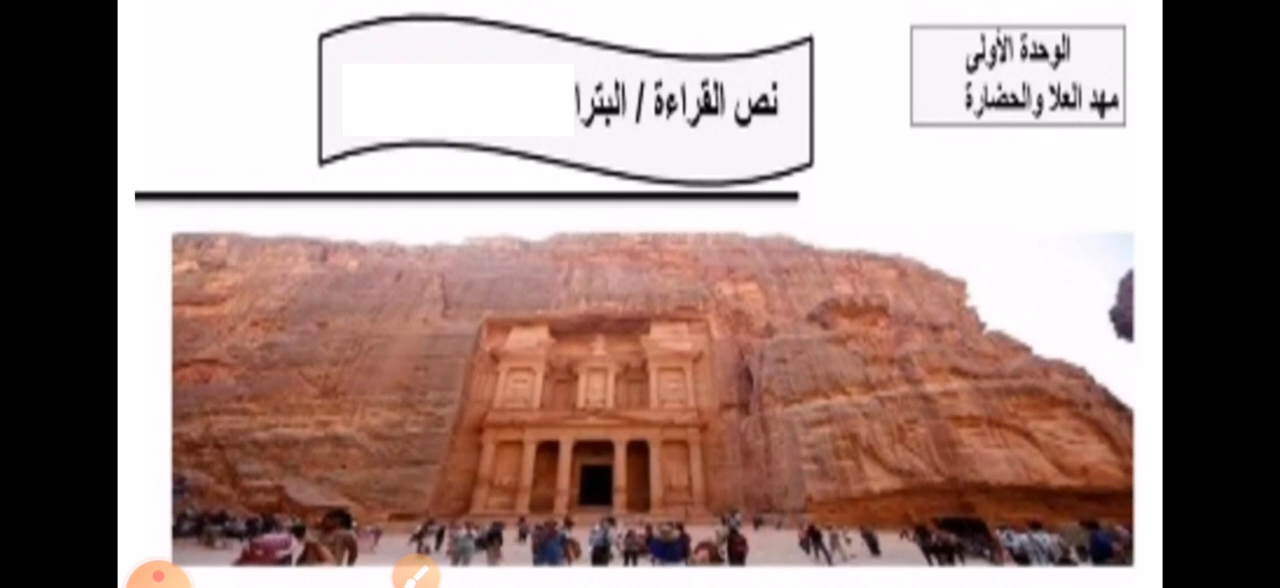 الوحدة الأولى
مهد العلا والحضارة
نص القراءة / البترا